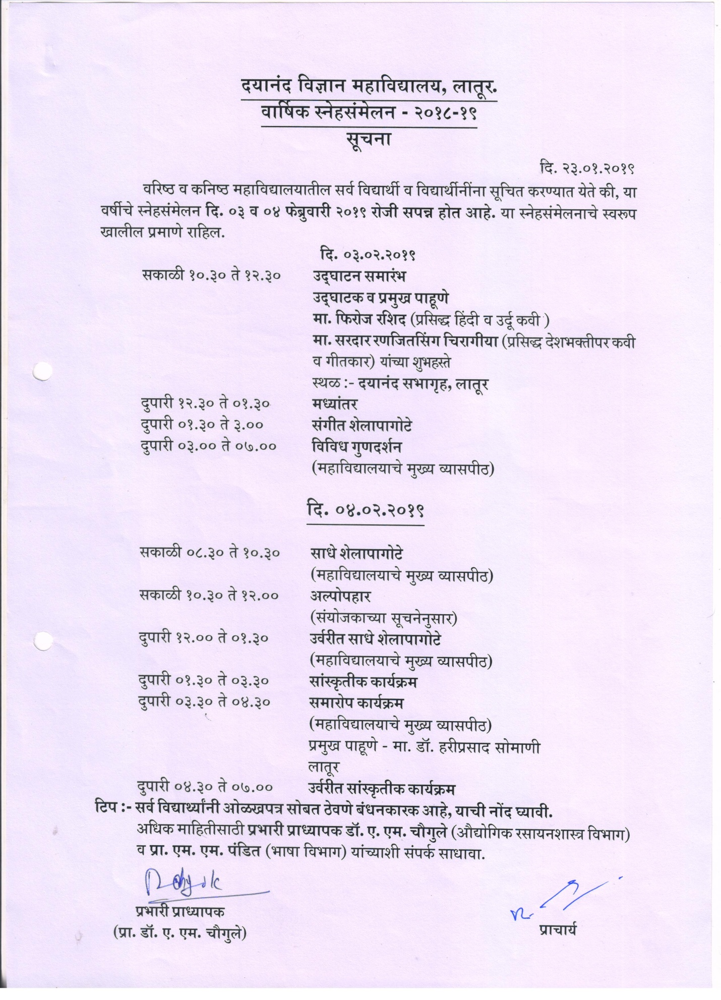 दयानंद विज्ञान महाविद्यालय, लातूर.
वार्षिक स्नेहसंमेलन - २०१८-१९
सूचना
दि. २३.०१.२०१९
वरिष्ठ व कनिष्ठ महाविद्यालयातील सर्व विद्यार्थी व विद्यार्थीनींना सूचित करण्यात येते की, या
वर्षीचे स्नेहसंमेलन दि. ०३ व ०४ फेब्रुवारी २०१९ रोजी सपन्न होत आहे. या स्नेहसंमेलनाचे स्वरूप
खालील प्रमाणे राहिल.
दि. ०३.०२.२०१९
सकाळी १०.३० ते १२.३० उद्‌घाटन समारंभ
उद्‌घाटक व प्रमुख पाहूणे
मा. फिरोज रशिद (प्रसिद्ध हिंदी व उर्दू कवी )
मा. सरदार रणजितसिंग चिरागीया (प्रसिद्ध देशभक्तीपर कवी
व गीतकार) यांच्या शुभहस्ते
स्थळ :- दयानंद सभागृह, लातूर
दुपारी १२.३० ते ०१.३० मध्यांतर
दुपारी ०१.३० ते ३.०० संगीत शेलापागोटे
दुपारी ०३.०० ते ०७.०० विविध गुणदर्शन
(महाविद्यालयाचे मुख्य व्यासपीठ)
दि. ०४.०२.२०१९
सकाळी ०८.३० ते १०.३० साधे शेलापागोटे
(महाविद्यालयाचे मुख्य व्यासपीठ)
सकाळी १०.३० ते १२.०० अल्पोपहार
(संयोजकाच्या सूचनेनुसार)
दुपारी १२.०० ते ०१.३० उर्वरीत साधे शेलापागोटे
(महाविद्यालयाचे मुख्य व्यासपीठ)
दुपारी ०१.३० ते ०३.३० सांस्कृतीक कार्यक्रम
दुपारी ०३.३० ते ०४.३० समारोप कार्यक्रम
(महाविद्यालयाचे मुख्य व्यासपीठ)
प्रमुख पाहूणे - मा. डॉ. हरीप्रसाद सोमाणी
लातूर
दुपारी ०४.३० ते ०७.०० उर्वरीत सांस्कृतीक कार्यक्रम
टिप :- सर्व विद्यार्थ्यांनी ओळखपत्र सोबत ठेवणे बंधनकारक आहे, याची नोंद घ्यावी.
अधिक माहितीसाठी प्रभारी प्राध्यापक डॉ. ए. एम. चौगुले (औद्योगिक रसायनशास्त्र विभाग)
व प्रा. एम. एम. पंडित (भाषा विभाग) यांच्याशी संपर्क साधावा.
प्रभारी प्राध्यापक
(प्रा. डॉ. ए. एम. चौगुले)
प्राचार्य